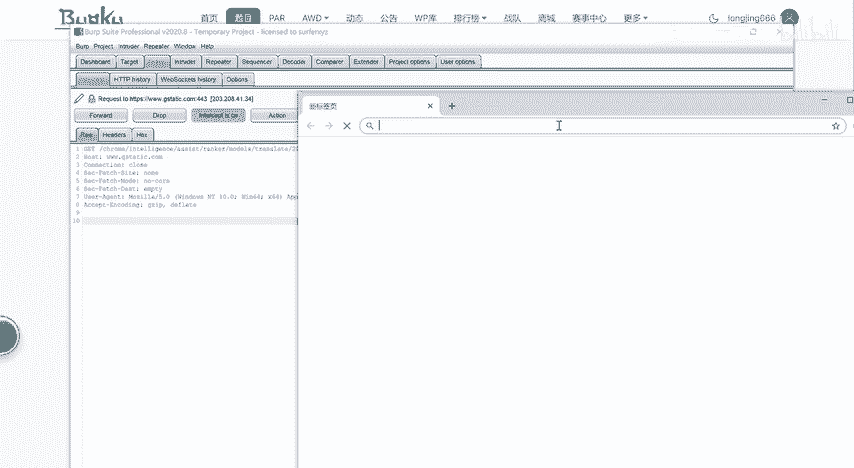 Bugku
首页 题目 PAR AWD 动态 公告 WP库 排行榜 战队 商城 赛事中心 更多 longjing666
Burp Suite Professional v2020.8 - Temporary Project - licensed to surferxyz
Burp Project Intruder Repeater Window Help
Dashboard Target Intruder Repeater Sequencer Decoder Comparer Extender Project options User options
HTTP history WebSockets history Options
Request to https://www.gstatic.com:443 [203.208.41.34]
Forward Drop Intercept is on Action
Raw Headers Hex
1 GET /chrome/intelligence/assist/ranker/models/translate/2
2 Host: www.gstatic.com
3 Connection: close
4 Sec-Fetch-Site: none
5 Sec-Fetch-Mode: no-cors
6 Sec-Fetch-Dest: empty
7 User-Agent: Mozilla/5.0 (Windows NT 10.0; Win64; x64) App
8 Accept-Encoding: gzip, deflate
9
10
新标签页